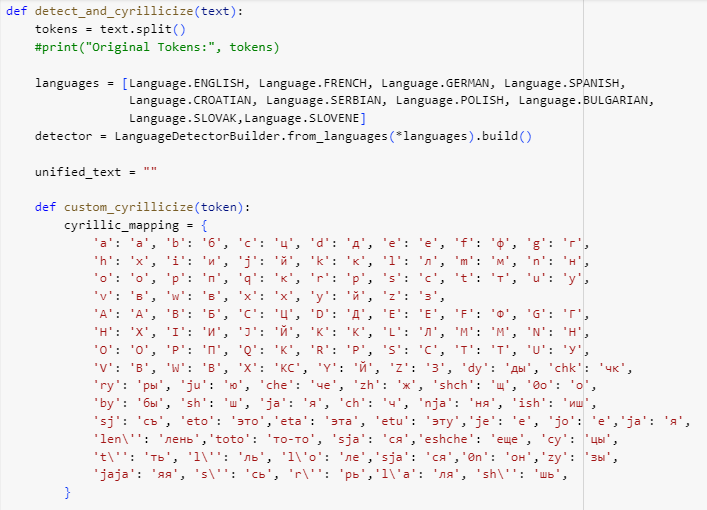 def detect_and_cyrillicize(text):
tokens = text.split()
#print("Original Tokens:", tokens)
languages = [Language.ENGLISH, Language.FRENCH, Language.GERMAN, Language.SPANISH,
Language.CROATIAN, Language.SERBIAN, Language.POLISH, Language.BULGARIAN,
Language.SLOVAK,Language.SLOVENE]
detector = LanguageDetectorBuilder.from_languages(*languages).build()
unified_text = ""
def custom_cyrillicize(token):
cyrillic_mapping = {
'a': 'а', 'b': 'б', 'c': 'ц', 'd': 'д', 'e': 'е', 'f': 'ф', 'g': 'г',
'h': 'х', 'i': 'и', 'j': 'й', 'k': 'к', 'l': 'л', 'm': 'м', 'n': 'н',
'o': 'о', 'p': 'п', 'q': 'к', 'r': 'р', 's': 'с', 't': 'т', 'u': 'у',
'v': 'в', 'w': 'в', 'x': 'х', 'y': 'й', 'z': 'з',
'A': 'А', 'B': 'Б', 'C': 'Ц', 'D': 'Д', 'E': 'Е', 'F': 'Ф', 'G': 'Г',
'H': 'Х', 'I': 'И', 'J': 'Й', 'K': 'К', 'L': 'Л', 'M': 'М', 'N': 'Н',
'O': 'О', 'P': 'П', 'Q': 'К', 'R': 'Р', 'S': 'С', 'T': 'Т', 'U': 'У',
'V': 'В', 'W': 'В', 'X': 'КС', 'Y': 'Й', 'Z': 'З', 'dy': 'ды', 'chk': 'чк',
'ry': 'ры', 'ju': 'ю', 'che': 'че', 'zh': 'ж', 'shch': 'щ', '0o': 'о',
'by': 'бы', 'sh': 'ш', 'ja': 'я', 'ch': 'ч', 'nja': 'ня', 'ish': 'иш',
'sj': 'сь', 'eto': 'это','eta': 'эта', 'etu': 'эту','je': 'е', 'jo': 'е','ja': 'я',
'len\'': 'лень','toto': 'то-то', 'sja': 'ся','eshche': 'еще', 'cy': 'цы',
't\'': 'ть', 'l\'': 'ль', 'l\'o': 'ле','sja': 'ся','0n': 'он','zy': 'зы',
'jaja': 'яя', 's\'': 'сь', 'r\'': 'рь','l\'a': 'ля', 'sh\'': 'шь',
}